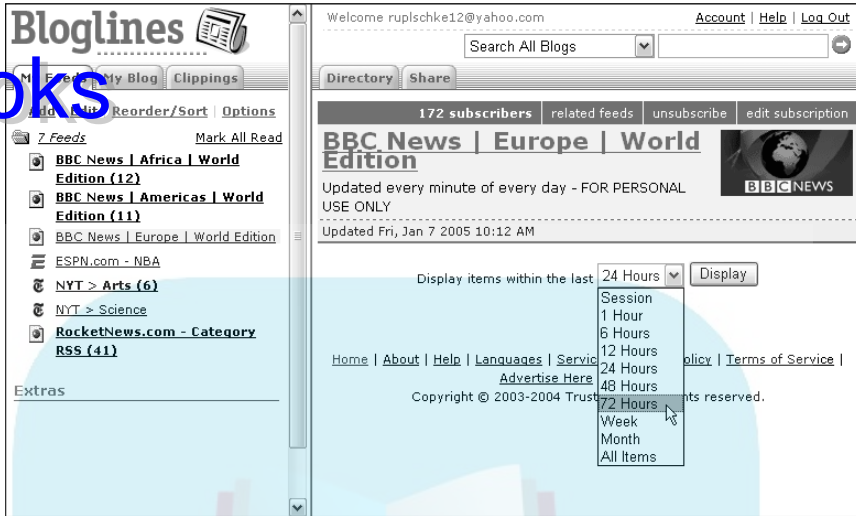 Bloglines
oks
My Feeds My Blog Clippings
Add Edit Reorder/Sort | Options
7 Feeds Mark All Read
BBC News | Africa | World
Edition (12)
BBC News | Americas | World
Edition (11)
BBC News | Europe | World Edition
ESPN.com - NBA
NYT > Arts (6)
NYT > Science
RocketNews.com - Category
RSS (41)
Extras
Welcome ruplschke12@yahoo.com Account | Help | Log Out
Search All Blogs
Directory Share
172 subscribers | related feeds | unsubscribe | edit subscription
BBC News | Europe | World
Edition
BBC NEWS
Updated every minute of every day - FOR PERSONAL
USE ONLY
Updated Fri, Jan 7 2005 10:12 AM
Display items within the last 24 Hours Display
Session
1 Hour
6 Hours
12 Hours
24 Hours
48 Hours
72 Hours
Week
Month
All Items
Home | About | Help | Languages | Servic olicy | Terms of Service |
Advertise Here
Copyright © 2003-2004 Trust hts reserved.